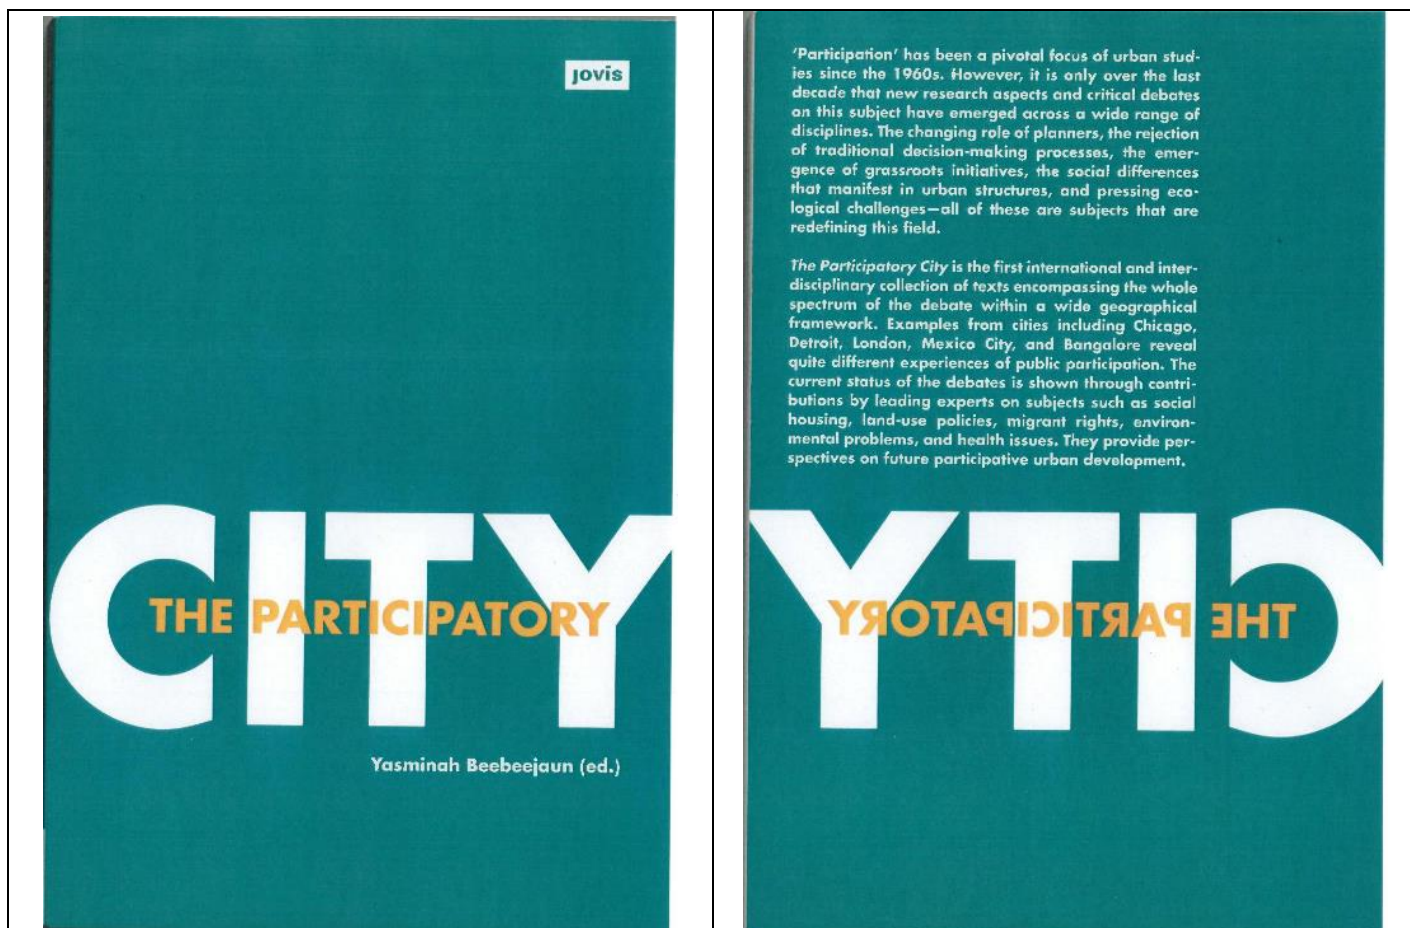 jovis
CITY
THE PARTICIPATORY
Yasminah Beebeejaun (ed.)
'Participation' has been a pivotal focus of urban stud-
ies since the 1960s. However, it is only over the last
decade that new research aspects and critical debates
on this subject have emerged across a wide range of
disciplines. The changing role of planners, the rejection
of traditional decision-making processes, the emer-
gence of grassroots initiatives, the social differences
that manifest in urban structures, and pressing eco-
logical challenges—all of these are subjects that are
redefining this field.
The Participatory City is the first international and inter-
disciplinary collection of texts encompassing the whole
spectrum of the debate within a wide geographical
framework. Examples from cities including Chicago,
Detroit, London, Mexico City, and Bangalore reveal
quite different experiences of public participation. The
current status of the debates is shown through contri-
butions by leading experts on subjects such as social
housing, land-use policies, migrant rights, environ-
mental problems, and health issues. They provide per-
spectives on future participative urban development.
CITY
THE PARTICIPATORY